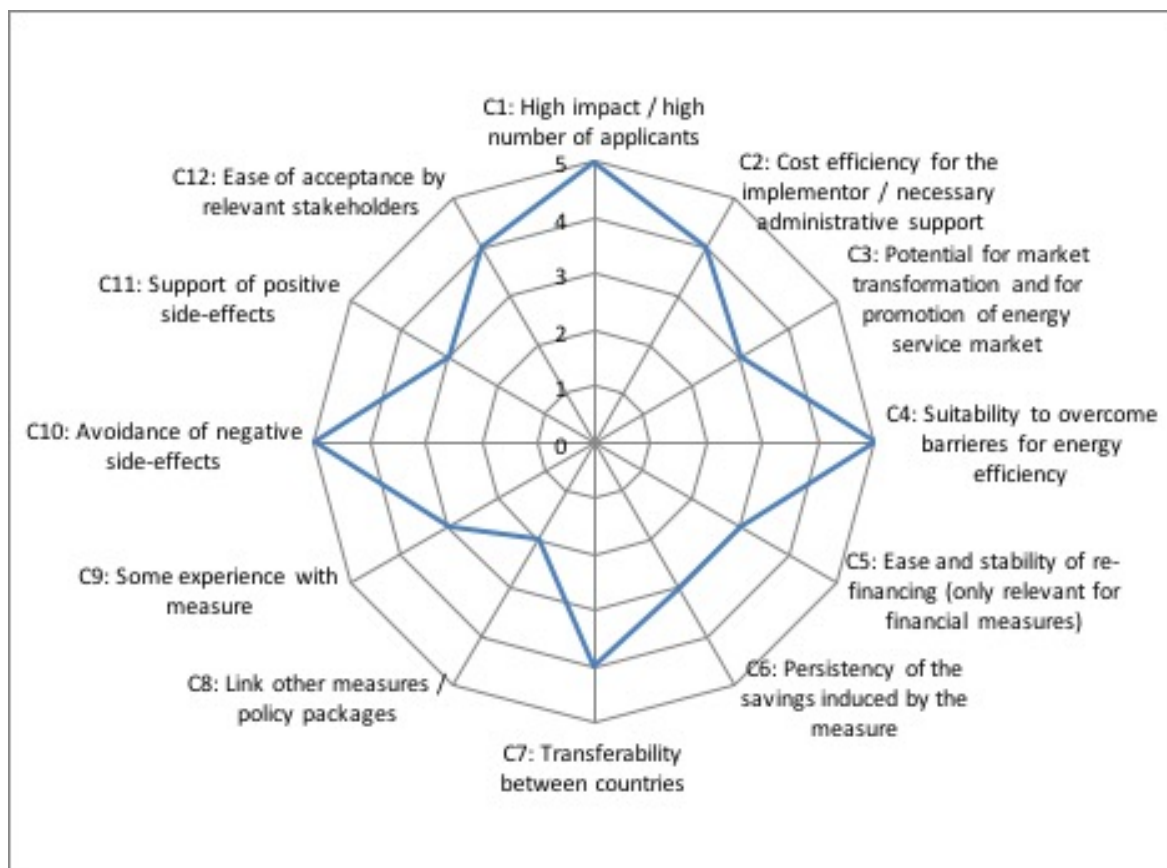 C1: High impact / high
number of applicants
C2: Cost efficiency for the
implementor / necessary
administrative support
C3: Potential for market
transformation and for
promotion of energy
service market
C4: Suitability to overcome
barrieres for energy
efficiency
C5: Ease and stability of re-
financing (only relevant for
financial measures)
C6: Persistency of the
savings induced by the
measure
C7: Transferability
between countries
C8: Link other measures /
policy packages
C9: Some experience with
measure
C10: Avoidance of negative
side-effects
C11: Support of positive
side-effects
C12: Ease of acceptance by
relevant stakeholders
5
4
3
2
1
0